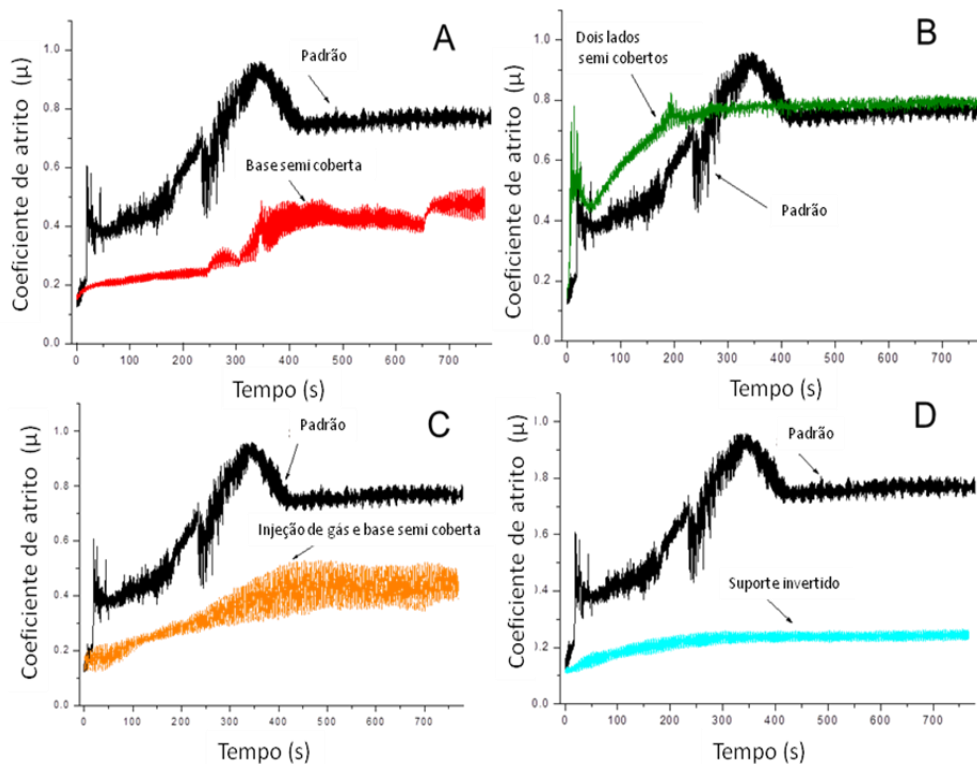 A
Padrão
Base semi coberta
Coeficiente de atrito (μ)
1.0
0.8
0.6
0.4
0.2
0.0
0 100 200 300 400 500 600 700
Tempo (s)
B
Dois lados
semi cobertos
Padrão
Coeficiente de atrito (μ)
1.0
0.8
0.6
0.4
0.2
0.0
0 100 200 300 400 500 600 700
Tempo (s)
C
Padrão
Injeção de gás e base semi coberta
Coeficiente de atrito (μ)
1.0
0.8
0.6
0.4
0.2
0.0
0 100 200 300 400 500 600 700
Tempo (s)
D
Padrão
Suporte invertido
Coeficiente de atrito (μ)
1.0
0.8
0.6
0.4
0.2
0.0
0 100 200 300 400 500 600 700
Tempo (s)